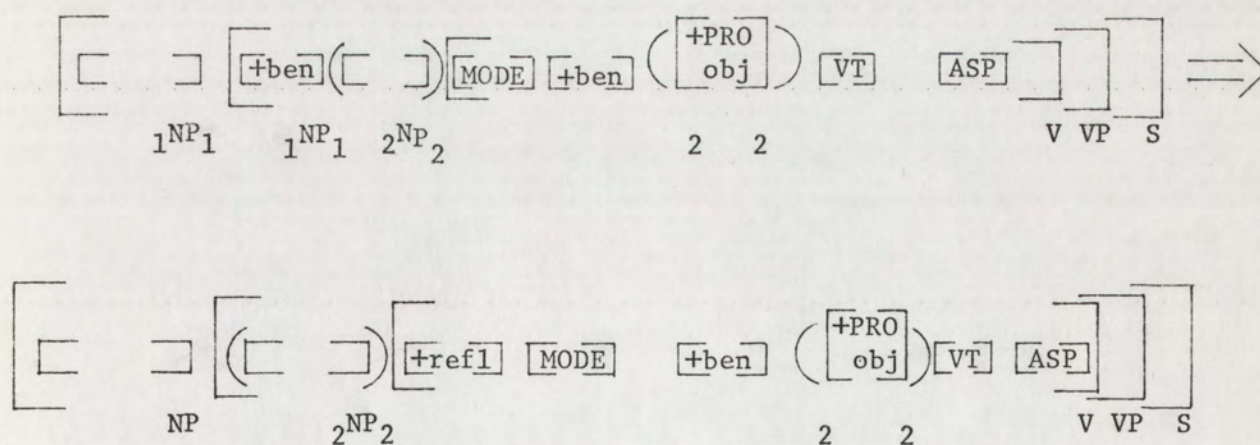 +PRO
+ben MODE +ben obj VT ASP
1NP1 1NP1 2NP2 2 2 V VP S
+PRO
+refl MODE +ben obj VT ASP
NP 2NP2 2 2 V VP S